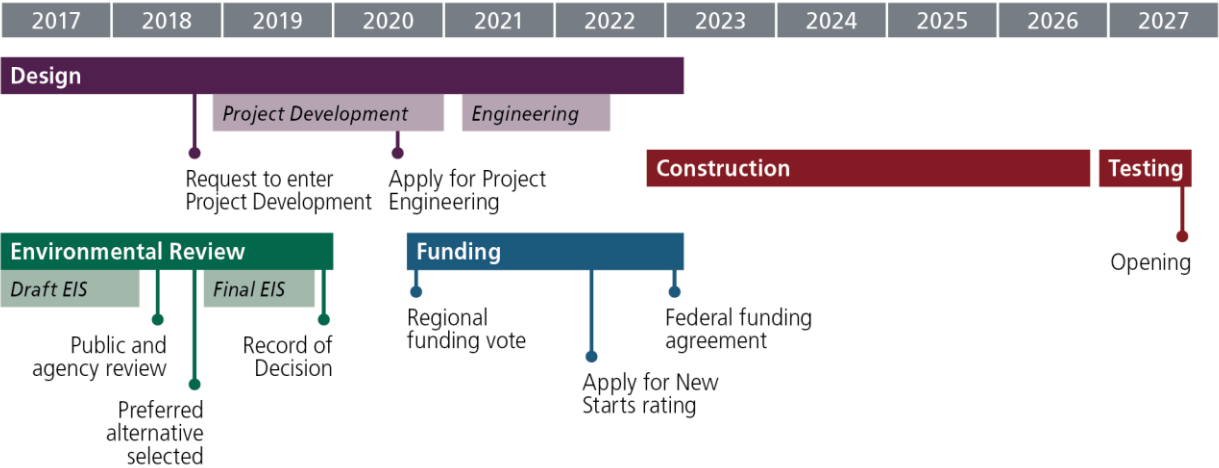 2017 2018 2019 2020 2021 2022 2023 2024 2025 2026 2027
Design
Project Development
Engineering
Request to enter
Project Development
Apply for Project
Engineering
Construction
Testing
Opening
Environmental Review
Draft EIS
Final EIS
Public and
agency review
Preferred
alternative
selected
Record of
Decision
Funding
Regional
funding vote
Apply for New
Starts rating
Federal funding
agreement